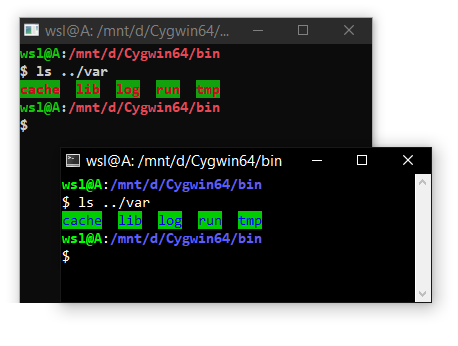 wsl@A: /mnt/d/Cygwin64/...
wsl@A:/mnt/d/Cygwin64/bin
$ ls ../var
cache lib log run tmp
wsl@A:/mnt/d/Cygwin64/bin
$
wsl@A: /mnt/d/Cygwin64/bin
wsl@A:/mnt/d/Cygwin64/bin
$ ls ../var
cache lib log run tmp
wsl@A:/mnt/d/Cygwin64/bin
$